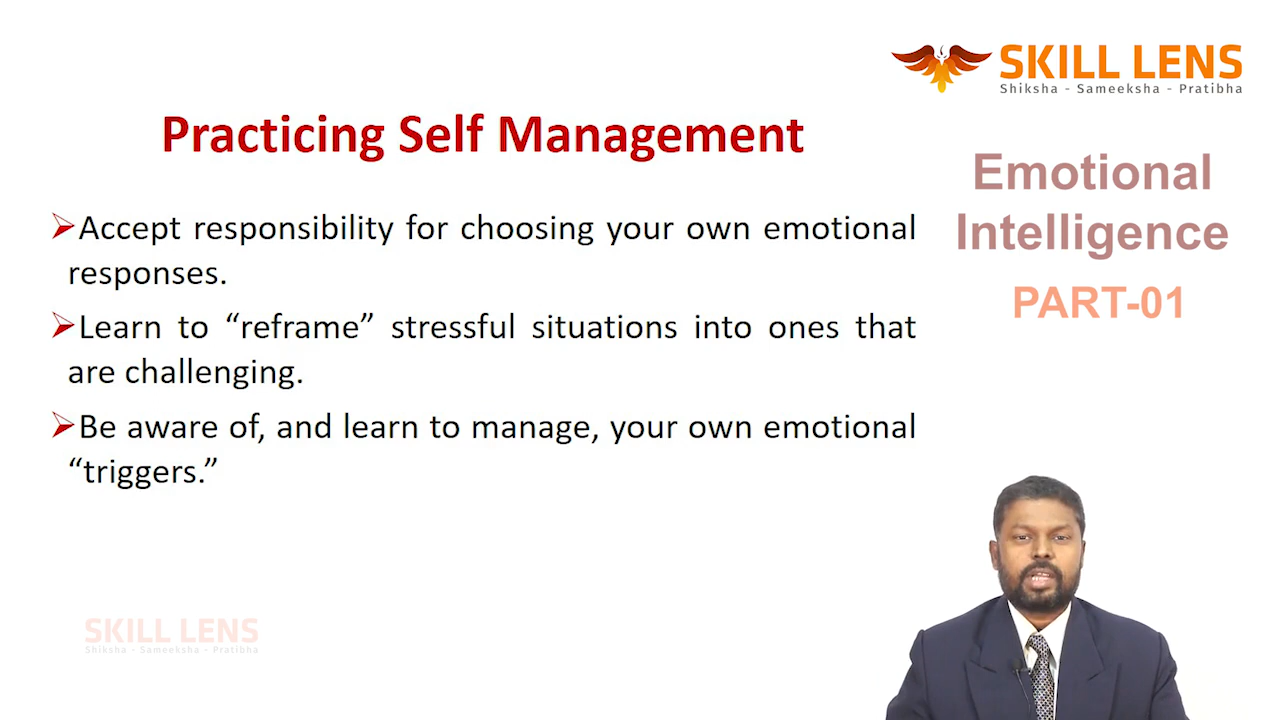 SKILL LENS
Shiksha - Sameeksha - Pratibha
Practicing Self Management
Emotional
Intelligence
PART-01
Accept responsibility for choosing your own emotional
responses.
Learn to “reframe” stressful situations into ones that
are challenging.
Be aware of, and learn to manage, your own emotional
“triggers.”
SKILL LENS
Shiksha - Sameeksha - Pratibha